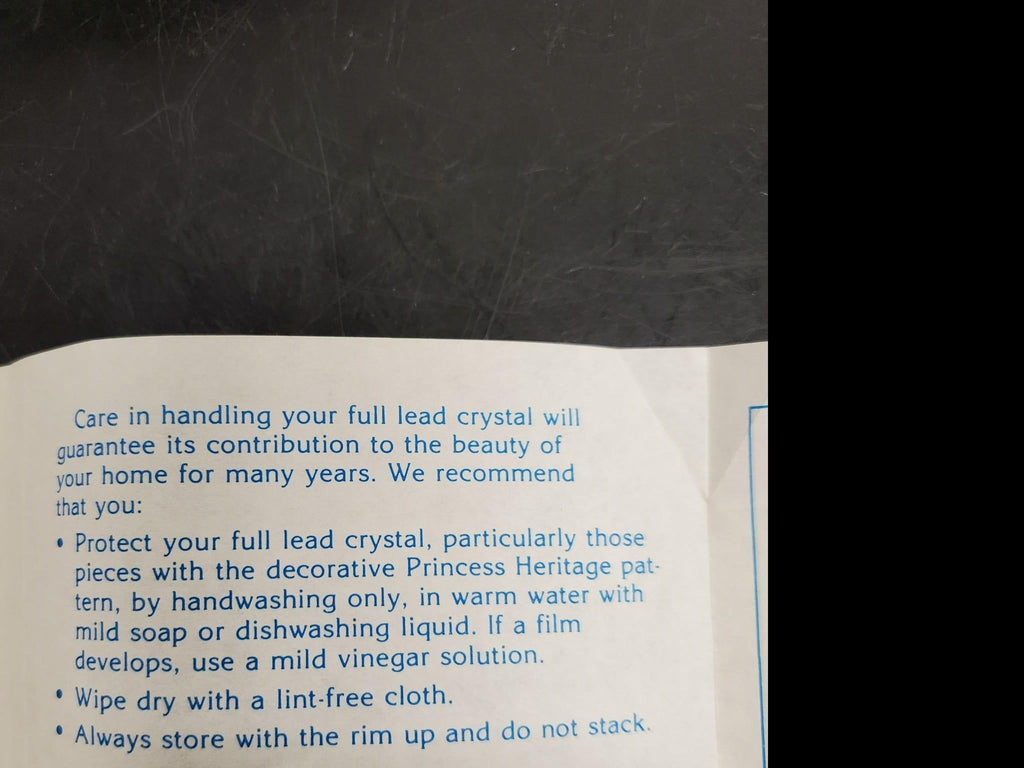 Care in handling your full lead crystal will
guarantee its contribution to the beauty of
your home for many years. We recommend
that you:
• Protect your full lead crystal, particularly those
pieces with the decorative Princess Heritage pat-
tern, by handwashing only, in warm water with
mild soap or dishwashing liquid. If a film
develops, use a mild vinegar solution.
• Wipe dry with a lint-free cloth.
• Always store with the rim up and do not stack.